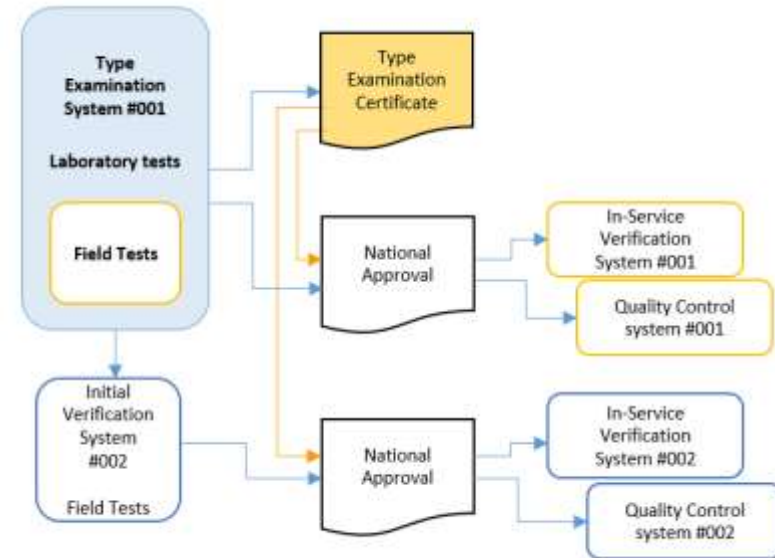 Type
Examination
System #001
Laboratory tests
Field Tests
Type
Examination
Certificate
National
Approval
In-Service
Verification
System #001
Quality Control
system #001
Initial
Verification
System
#002
Field Tests
National
Approval
In-Service
Verification
System #002
Quality Control
system #002